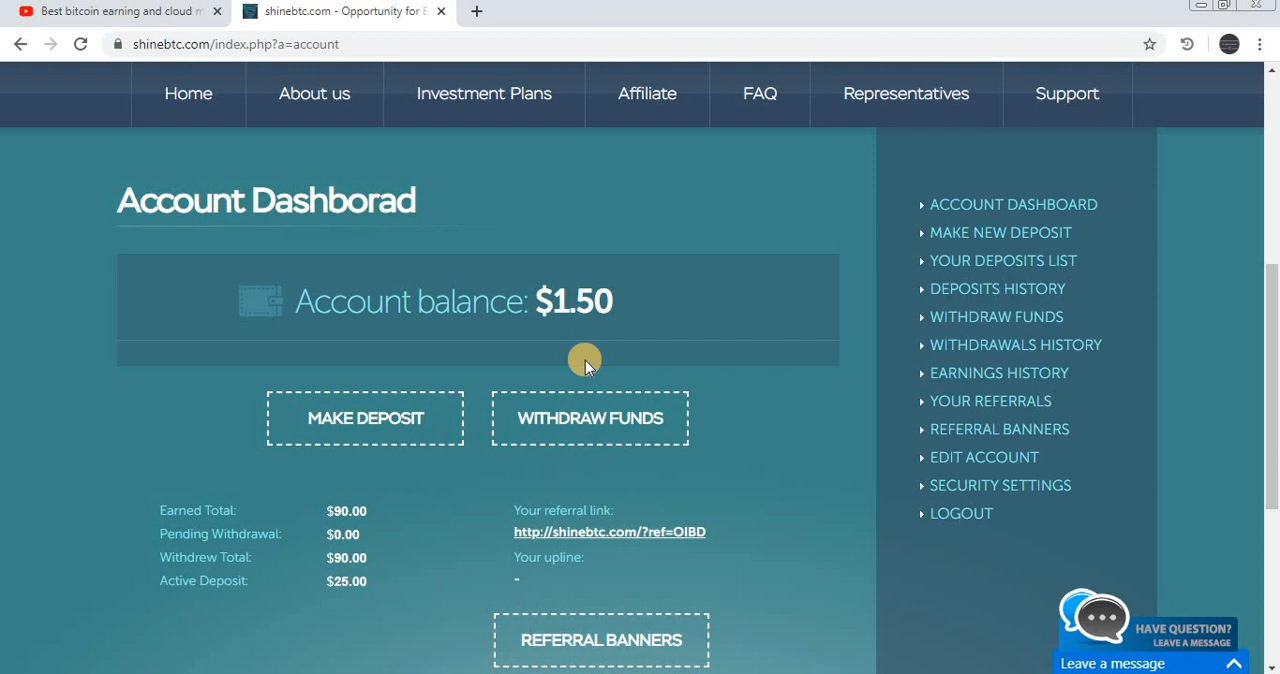 Best bitcoin earning and cloud m
shinebtc.com - Opportunity for E
shinebtc.com/index.php?a=account
Home
About us
Investment Plans
Affiliate
FAQ
Representatives
Support
Account Dashborad
Account balance: $1.50
MAKE DEPOSIT
WITHDRAW FUNDS
Earned Total: $90.00
Pending Withdrawal: $0.00
Withdrew Total: $90.00
Active Deposit: $25.00
Your referral link:
http://shinebtc.com/?ref=OIBD
Your upline:
-
REFERRAL BANNERS
ACCOUNT DASHBOARD
MAKE NEW DEPOSIT
YOUR DEPOSITS LIST
DEPOSITS HISTORY
WITHDRAW FUNDS
WITHDRAWALS HISTORY
EARNINGS HISTORY
YOUR REFERRALS
REFERRAL BANNERS
EDIT ACCOUNT
SECURITY SETTINGS
LOGOUT
HAVE QUESTION?
LEAVE A MESSAGE
Leave a message